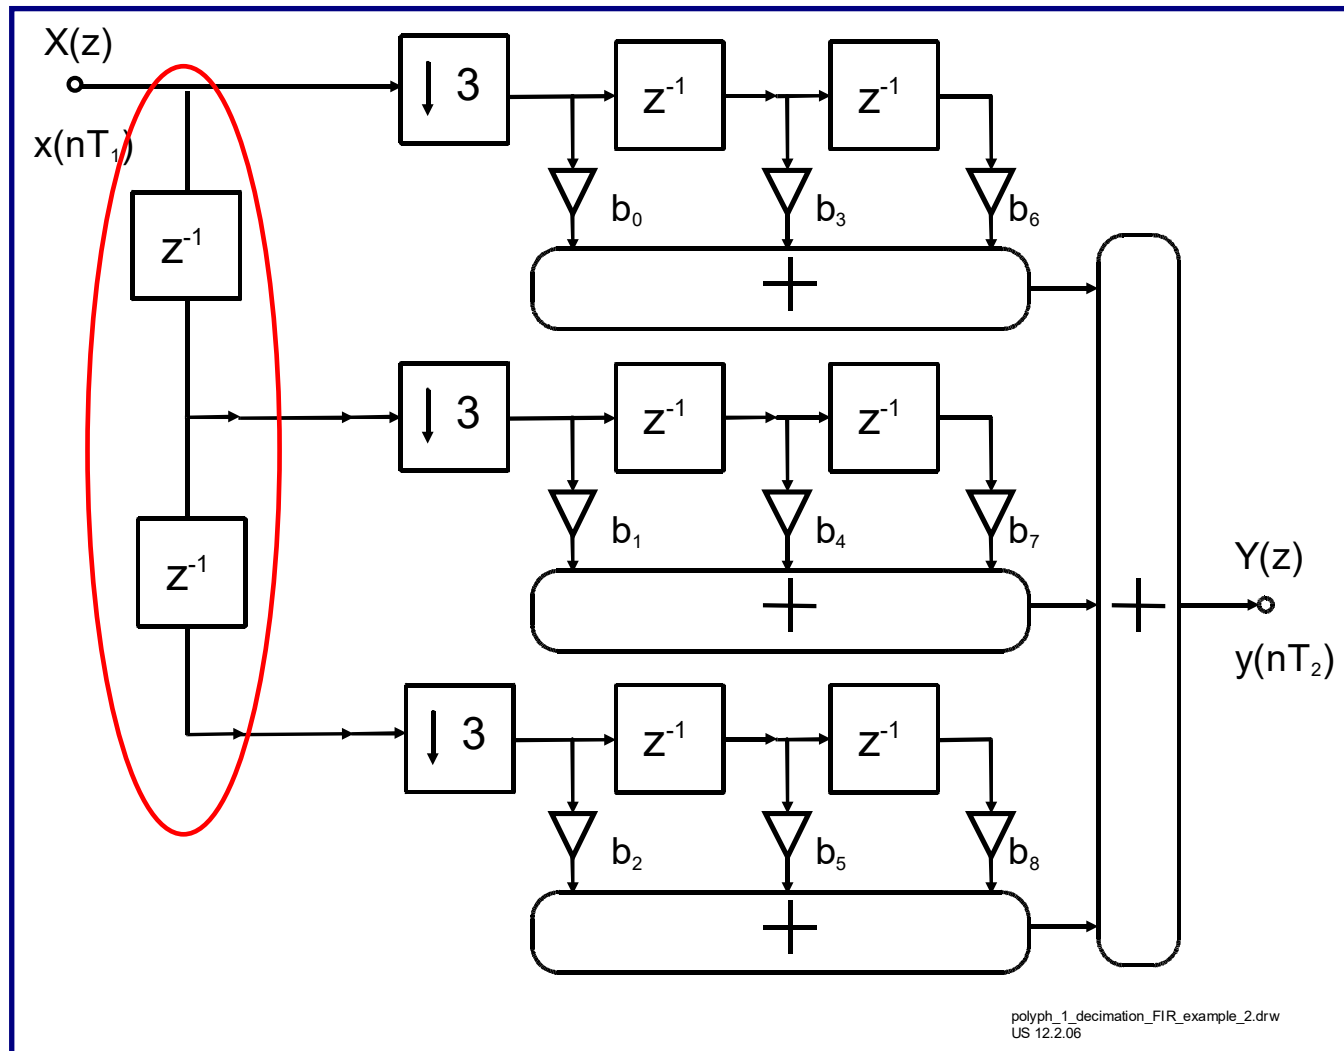 X(z)
x(nT₁)
↓ 3
z⁻¹
z⁻¹
b₀
b₃
b₆
+
z⁻¹
↓ 3
z⁻¹
z⁻¹
b₁
b₄
b₇
+
z⁻¹
↓ 3
z⁻¹
z⁻¹
b₂
b₅
b₈
+
+
Y(z)
y(nT₂)
polyph_1_decimation_FIR_example_2.drw
US 12.2.06